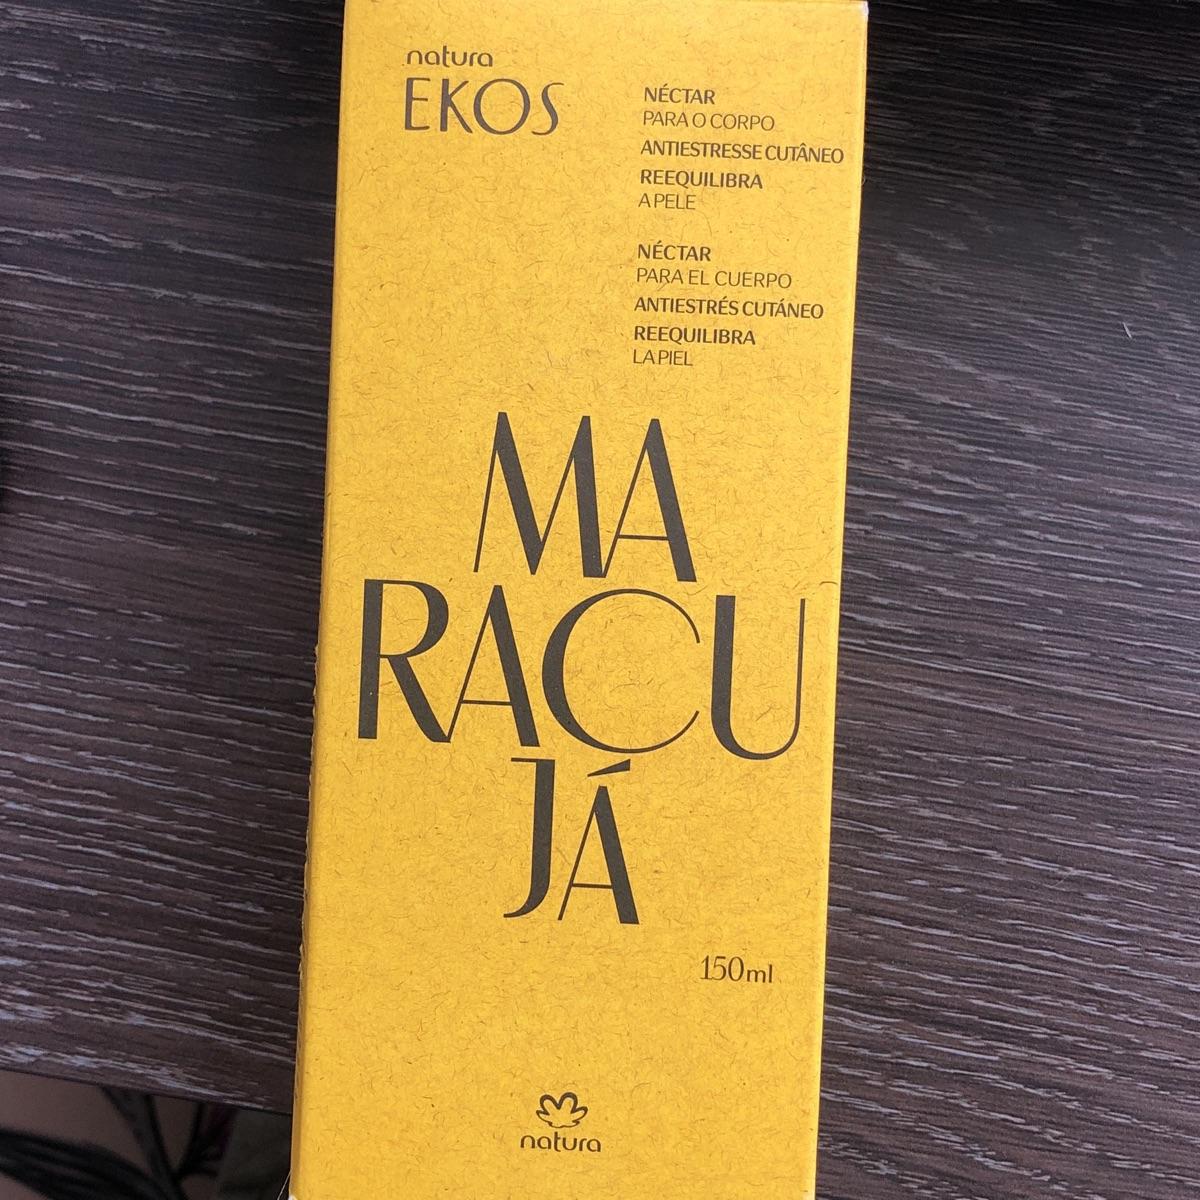 natura
EKOS
NÉCTAR
PARA O CORPO
ANTIESTRESSE CUTÂNEO
REEQUILIBRA
A PELE
NÉCTAR
PARA EL CUERPO
ANTIESTRÉS CUTÁNEO
REEQUILIBRA
LA PIEL
MA
RACU
JÁ
150ml
natura